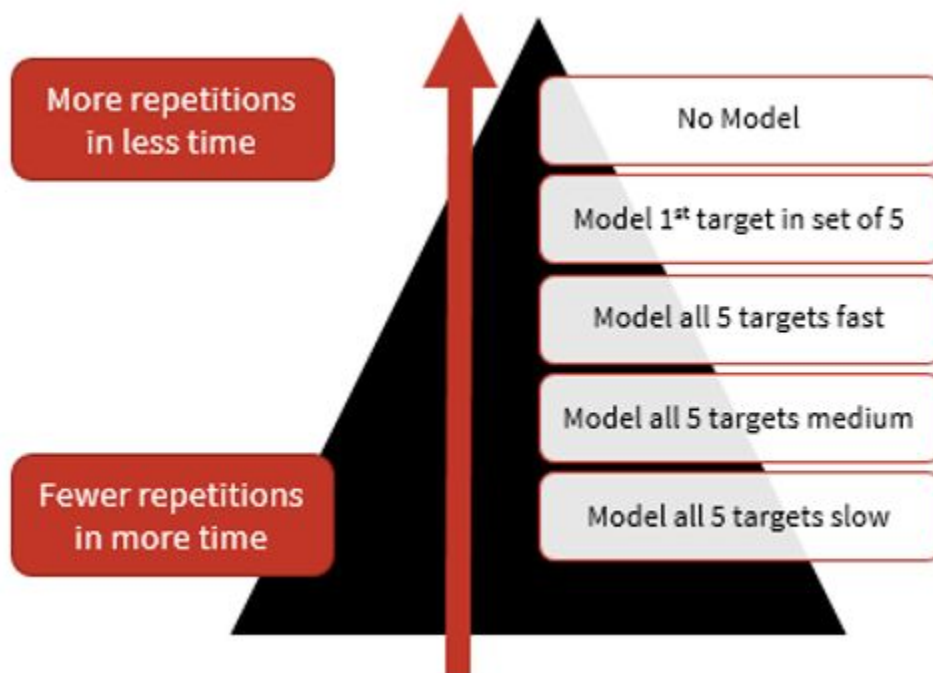 More repetitions
in less time
No Model
Model 1st target in set of 5
Model all 5 targets fast
Model all 5 targets medium
Fewer repetitions
in more time
Model all 5 targets slow